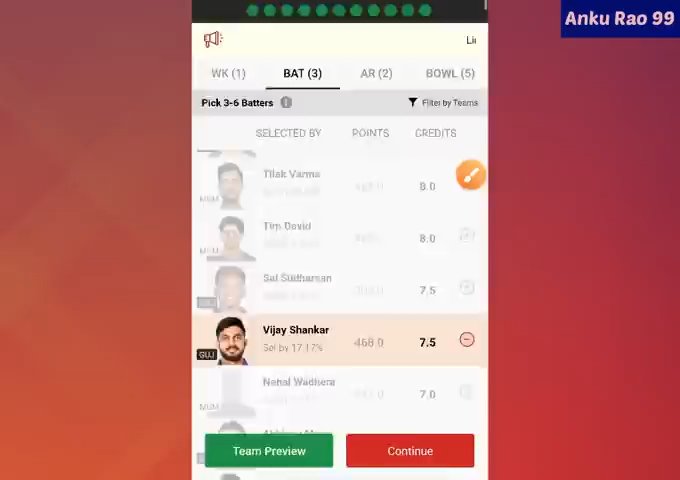 Anku Rao 99
WK (1) BAT (3) AR (2) BOWL (5)
Pick 3-6 Batters Filter by Teams
SELECTED BY POINTS CREDITS
Tilak Varma
MUM 8.0
Tim David
MUM 8.0
Sai Sudharsan
7.5
Vijay Shankar
GUJ Sel by 17.17% 468.0 7.5
Nehal Wadhera
MUM 7.0
Team Preview Continue